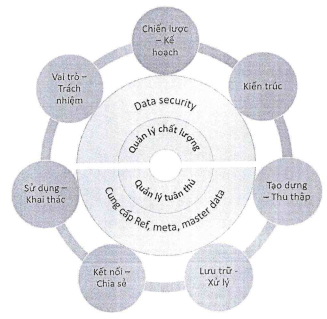 Chiến lược
– Kế
hoạch
Vai trò –
Trách
nhiệm
Kiến trúc
Data security
Quản lý chất lượng
Quản lý tuân thủ
Cung cấp Ref, meta, master data
Sử dụng –
Khai thác
Tạo dựng
– Thu thập
Kết nối –
Chia sẻ
Lưu trữ -
Xử lý